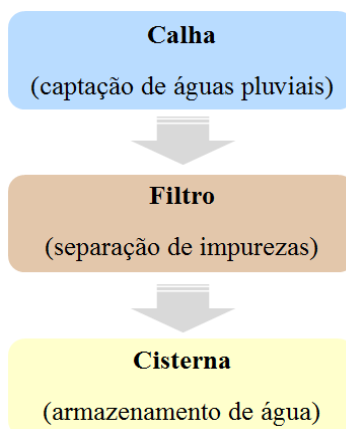 Calha
(captação de águas pluviais)
Filtro
(separação de impurezas)
Cisterna
(armazenamento de água)